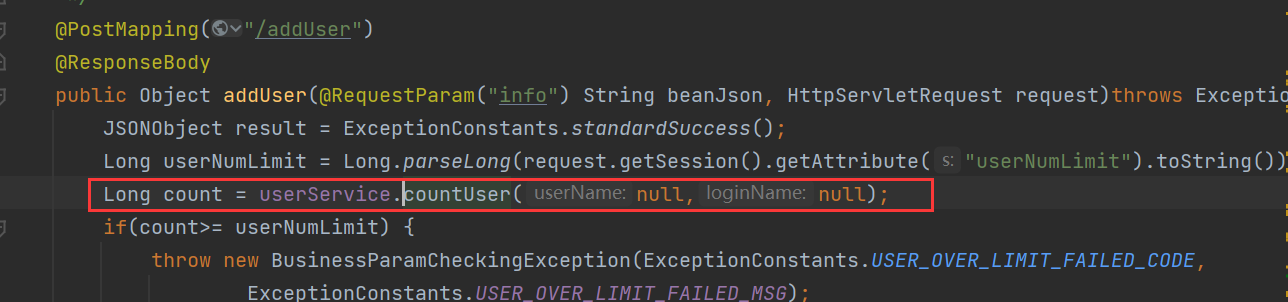 @PostMapping("/addUser")
@ResponseBody
public Object addUser(@RequestParam("info") String beanJson, HttpServletRequest request)throws Exceptio
JSONObject result = ExceptionConstants.standardSuccess();
Long userNumLimit = Long.parseLong(request.getSession().getAttribute( s: "userNumLimit").toString())
Long count = userService.countUser( userName: null, loginName: null);
if(count>= userNumLimit) {
throw new BusinessParamCheckingException(ExceptionConstants.USER_OVER_LIMIT_FAILED_CODE,
ExceptionConstants.USER_OVER_LIMIT_FAILED_MSG);